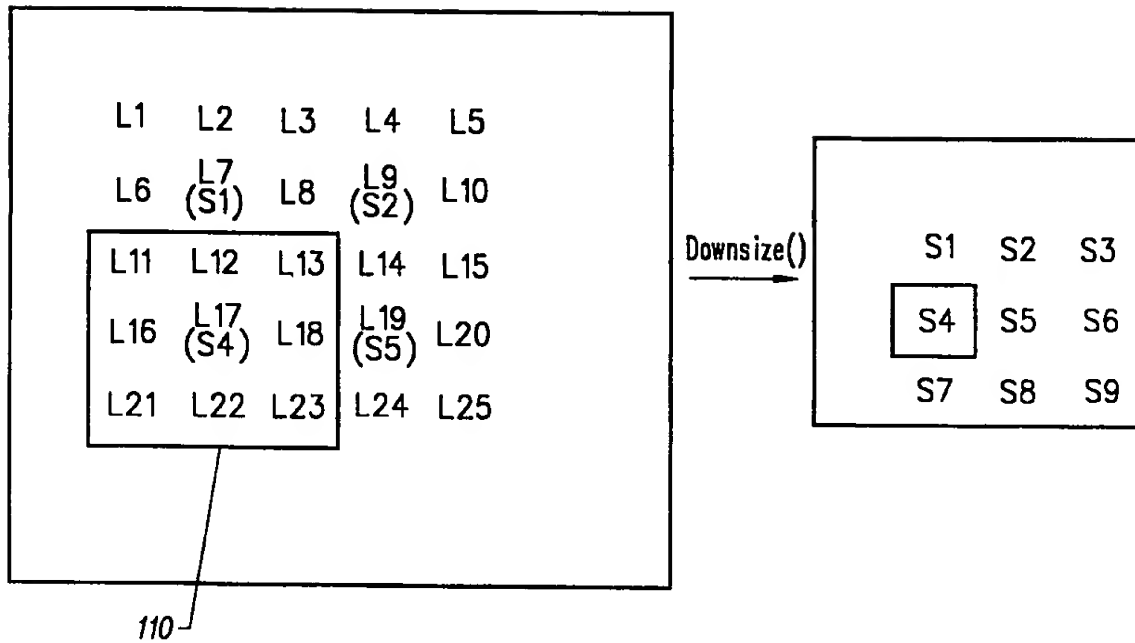 L1 L2 L3 L4 L5
L6 L7 L8 L9 L10
(S1) (S2)
L11 L12 L13 L14 L15
L16 L17 L18 L19 L20
(S4) (S5)
L21 L22 L23 L24 L25
110
Downsize()
S1 S2 S3
S4 S5 S6
S7 S8 S9